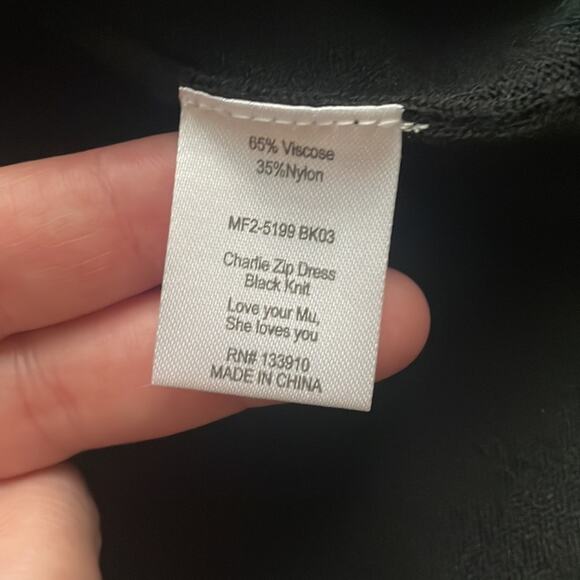 65% Viscose
35%Nylon
MF2-5199 BK03
Charlie Zip Dress
Black Knit
Love your Mu,
She loves you
RN# 133910
MADE IN CHINA